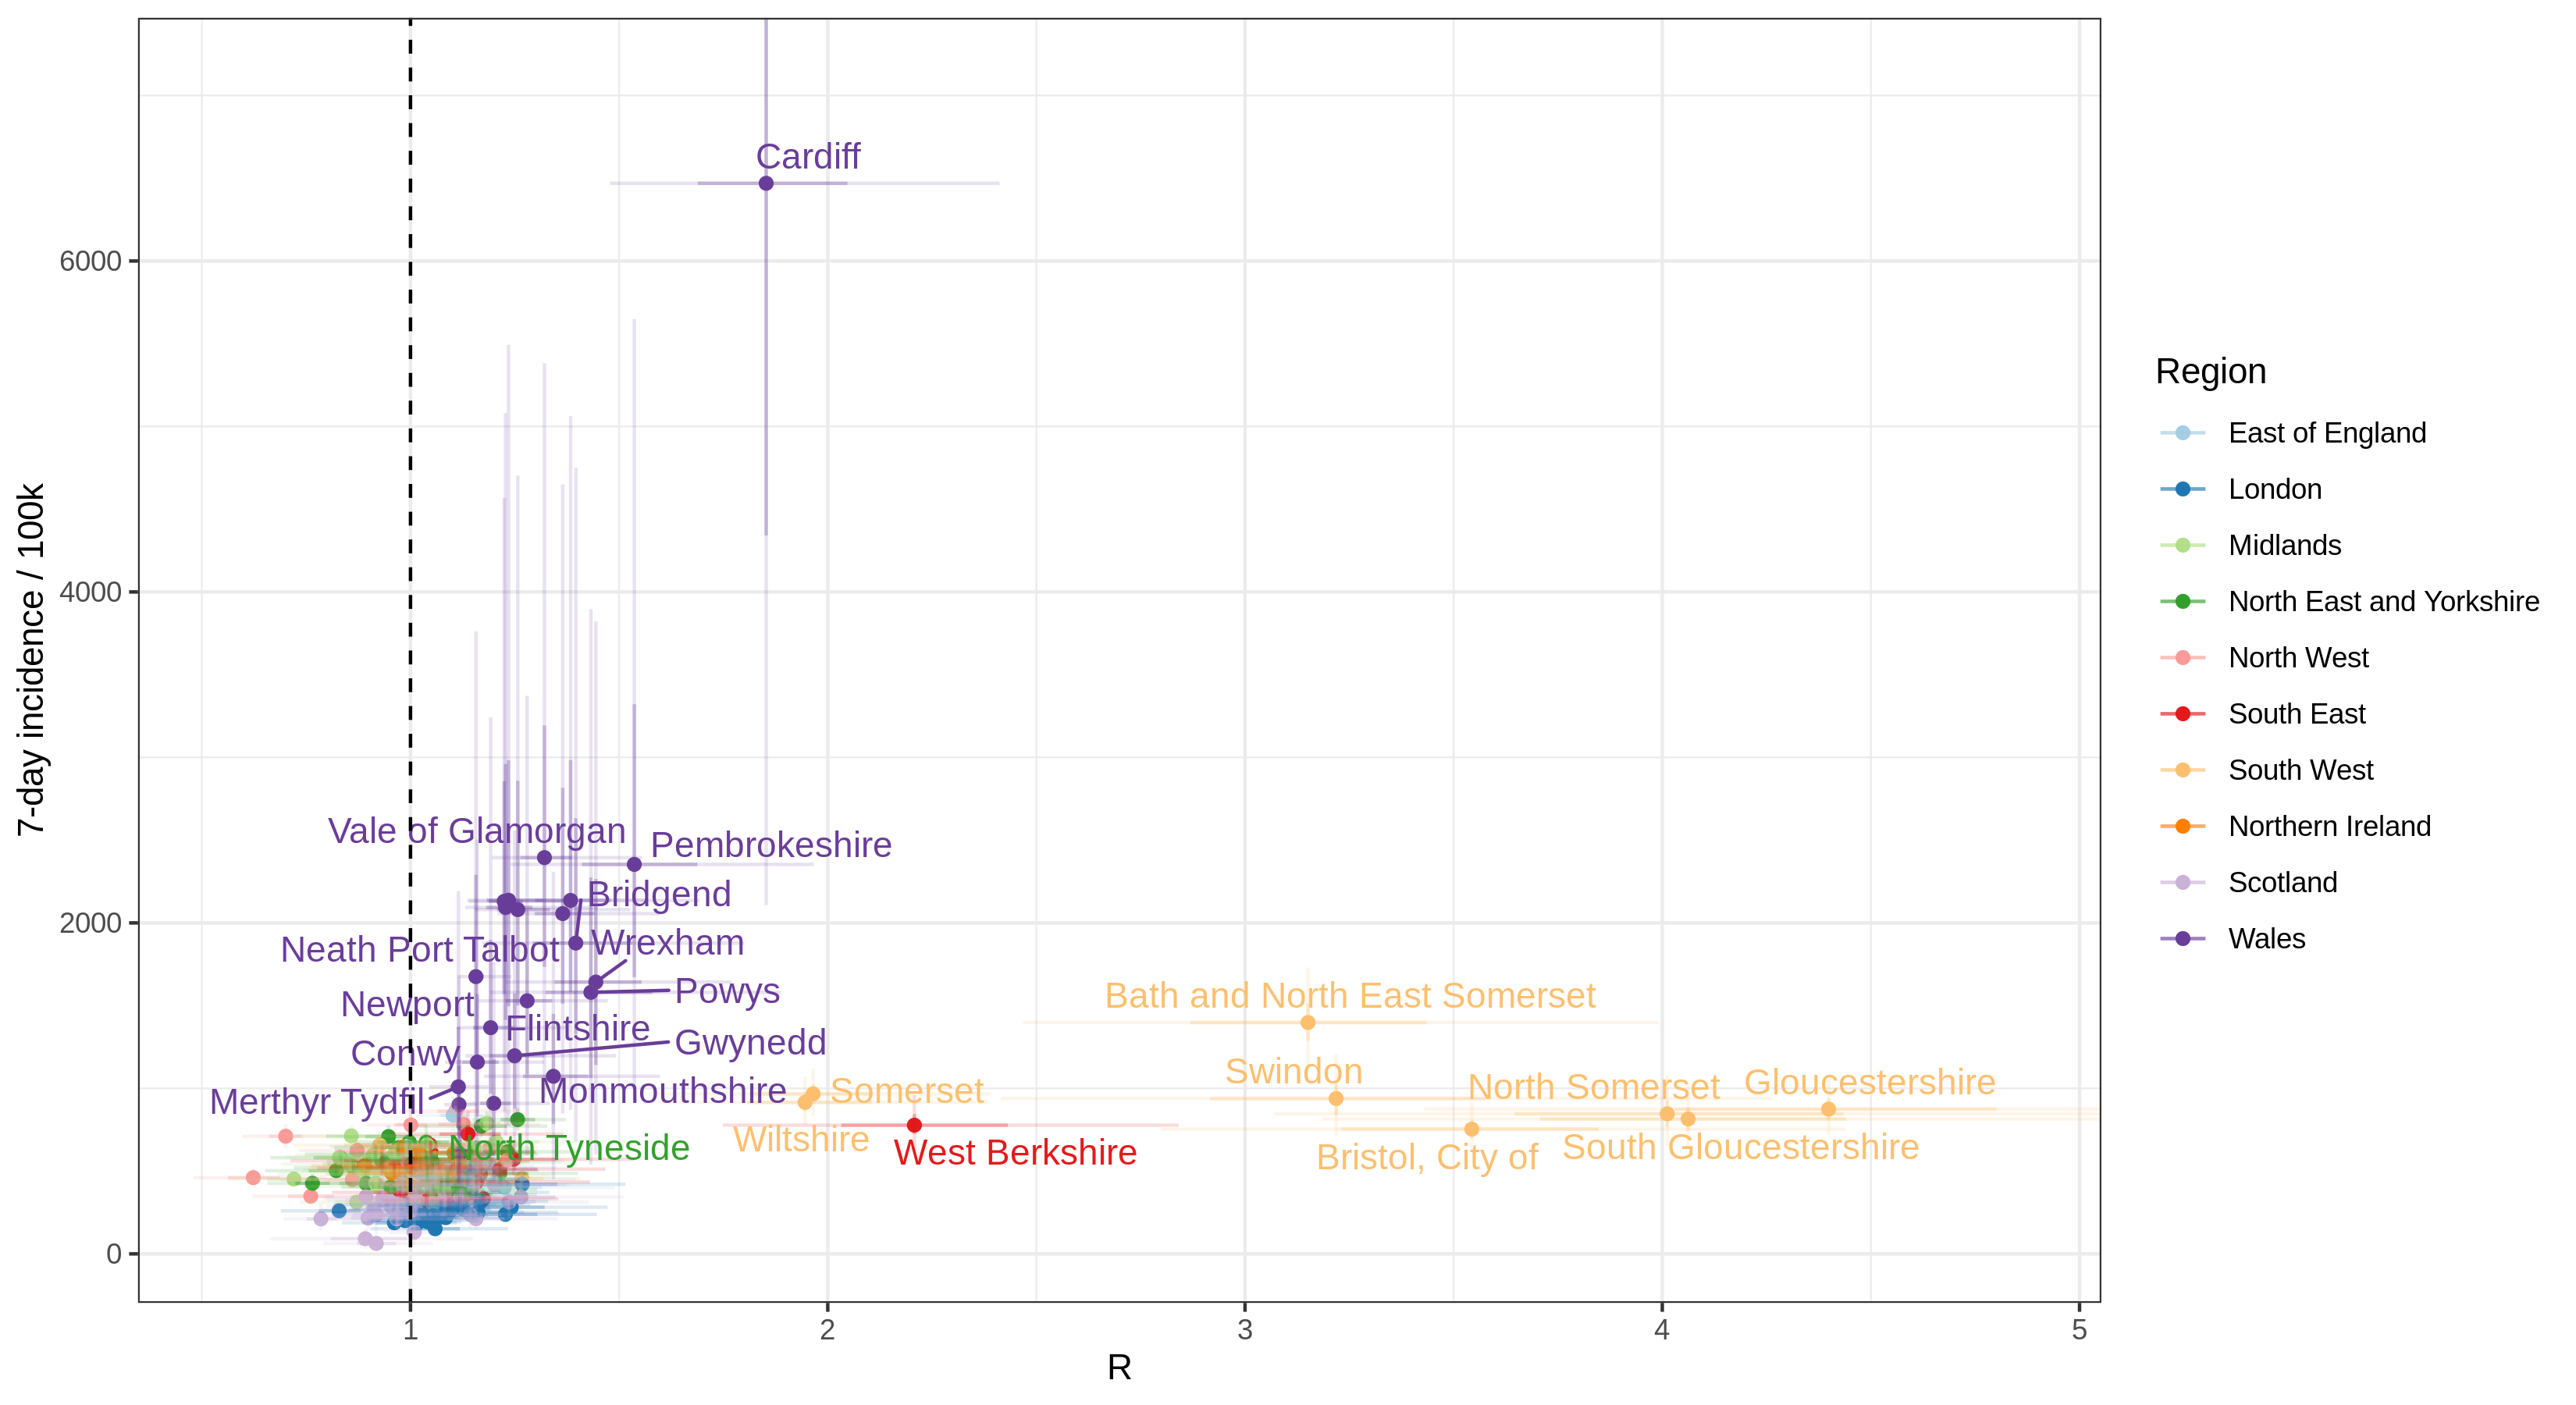 Cardiff
6000
4000
2000
0
7-day incidence / 100k
Vale of Glamorgan
Pembrokeshire
Bridgend
Neath Port Talbot
Wrexham
Powys
Newport
Flintshire
Gwynedd
Conwy
Monmouthshire
Merthyr Tydfil
North Tyneside
Somerset
Wiltshire
West Berkshire
Bath and North East Somerset
Swindon
North Somerset
Gloucestershire
Bristol, City of
South Gloucestershire
1
2
3
4
5
R
Region
East of England
London
Midlands
North East and Yorkshire
North West
South East
South West
Northern Ireland
Scotland
Wales